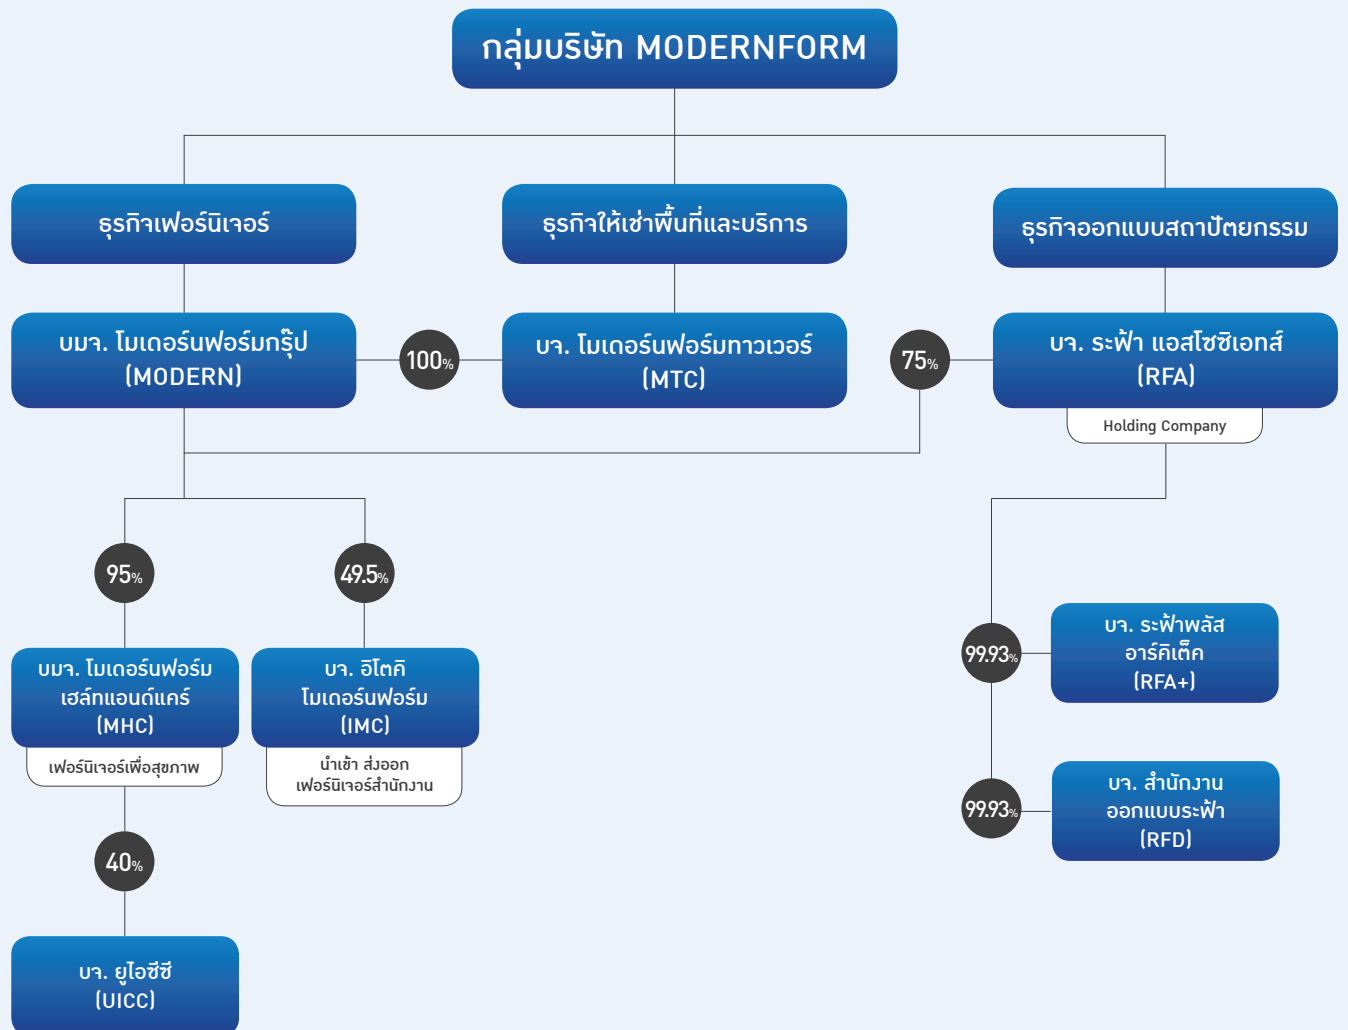 กลุ่มบริษัท MODERNFORM
ธุรกิจเฟอร์นิเจอร์
ธุรกิจให้เช่าพื้นที่และบริการ
ธุรกิจออกแบบสถาปัตยกรรม
บมจ. โมเดอร์นฟอร์มกรุ๊ป
(MODERN)
100%
บจ. โมเดอร์นฟอร์มทาวเวอร์
(MTC)
75%
บจ. ระฟ้า แอสโซซิเอทส์
(RFA)
Holding Company
95%
49.5%
บมจ. โมเดอร์นฟอร์ม
เฮล์ทแอนด์แคร์
(MHC)
เฟอร์นิเจอร์เพื่อสุขภาพ
บจ. อิโตคิ
โมเดอร์นฟอร์ม
(IMC)
นำเข้า ส่งออก
เฟอร์นิเจอร์สำนักงาน
99.93%
บจ. ระฟ้าพลัส
อาร์คิเต็ค
(RFA+)
99.93%
บจ. สำนักงาน
ออกแบบระฟ้า
(RFD)
40%
บจ. ยูไอซีซี
(UICC)